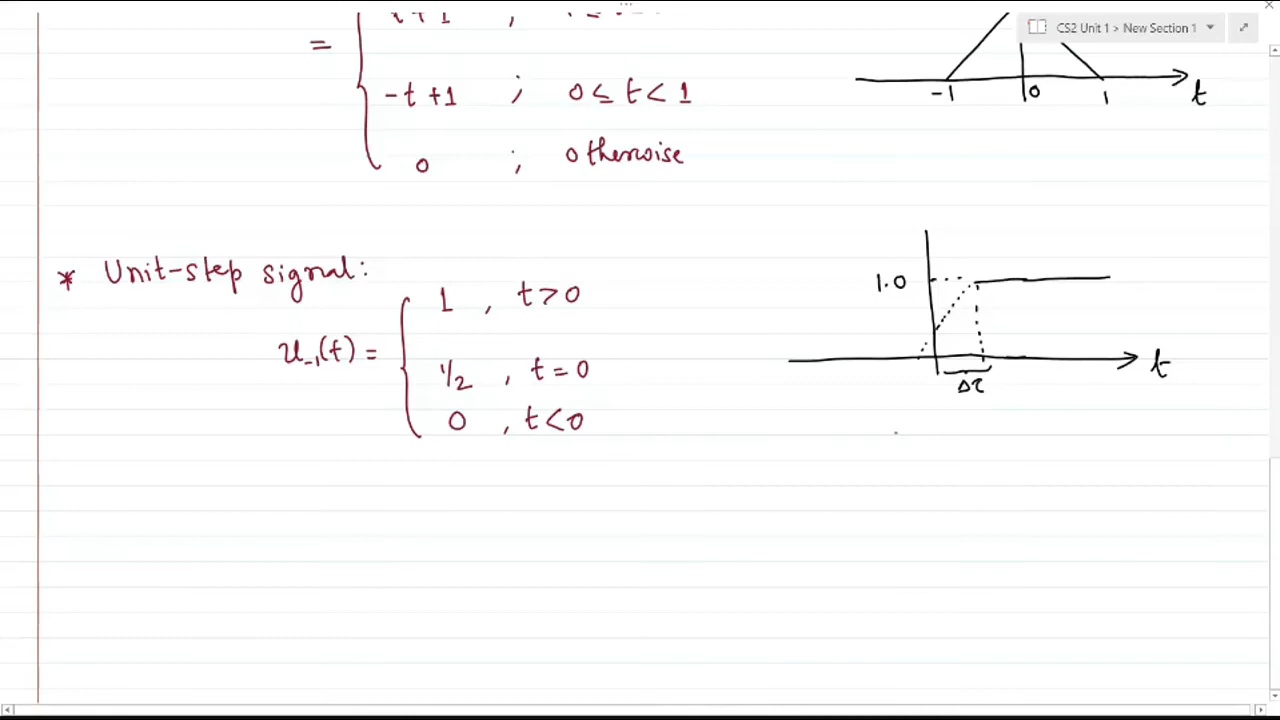 CS2 Unit 1 > New Section 1
=
-t +1 ; 0 ≤ t < 1
0 ; otherwise
-1 0 1 t
* Unit-step signal:
u₋₁(t) =
1 , t > 0
1/2 , t = 0
0 , t < 0
1.0
t
Δτ